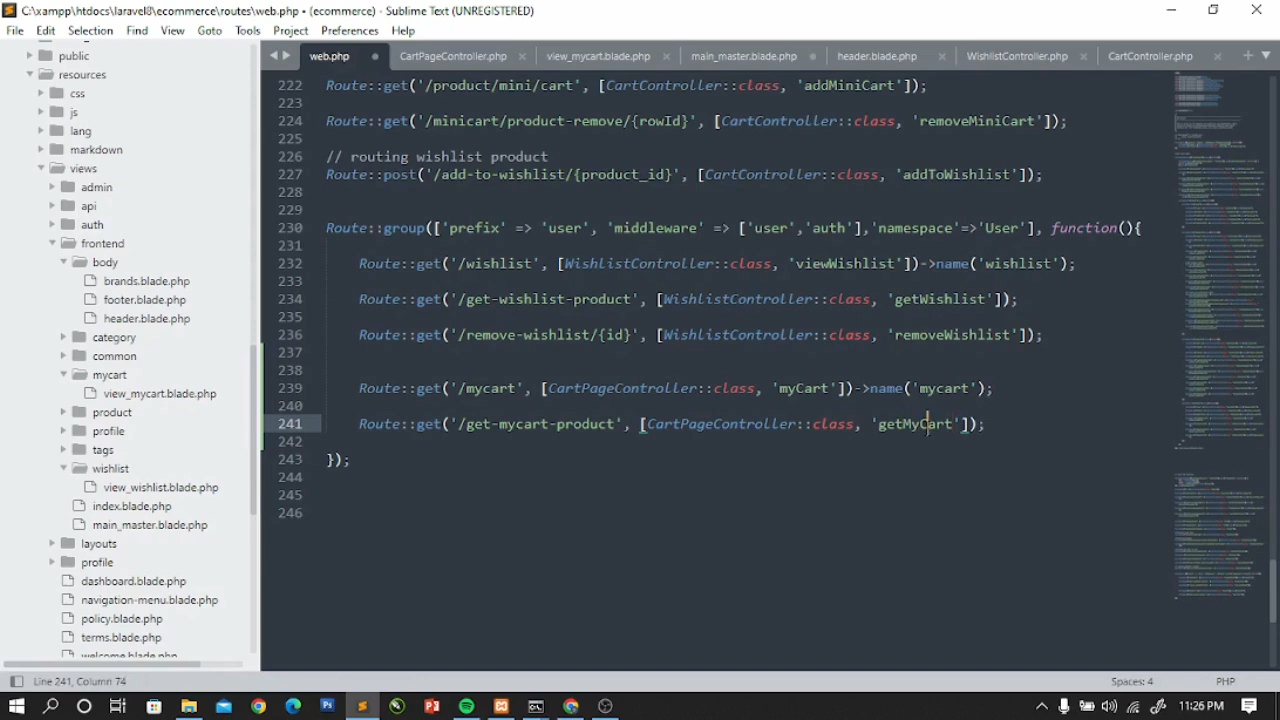 C:\xampp\htdocs\laravel8\ecommerce\routes\web.php • (ecommerce) - Sublime Text (UNREGISTERED)
File Edit Selection Find View Goto Tools Project Preferences Help
public
resources
css
js
lang
markdown
views
admin
api
auth
frontend
body
brands.blade.php
footer.blade.php
header.blade.php
category
common
mycart
view_mycart.blade.php
product
profile
tags
wishlist
view_wishlist.blade.php
index.blade.php
main_master.blade.php
layouts
profile
dashboard.blade.php
navigation-menu.blade.php
policy.blade.php
terms.blade.php
welcome.blade.php
web.php CartPageController.php view_mycart.blade.php main_master.blade.php header.blade.php WishlistController.php CartController.php
222 Route::get('/product/mini/cart', [CartController::class, 'addMiniCart']);
223
224 Route::get('/minicart/product-remove/{rowId}', [CartController::class, 'removeMiniCart']);
225
226 // routing wishlist product
227 Route::post('/add-to-wishlist/{product_id}', [CartController::class, 'addToWishlist']);
228
229
230 Route::group(['prefix' => 'user', 'middleware' => ['user','auth'],'namespace' => 'User'], function(){
231
232 Route::get( [WishlistController::class, 'viewWishlist'])->name('wishlist');
233
234 Route::get('/get-wishlist-product', [WishlistController::class, 'getWishlist']);
235
236 Route::get('/remove-wishlist/{id}', [WishlistController::class, 'removeWishlist']);
237
238
239 Route::get('/mycart', [CartPageController::class, 'myCart'])->name('mycart');
240
241 Route::get('/get-mycart-product', [CartPageController::class, 'getMyCart']);
242
243 });
244
245
246
Line 241, Column 74 Spaces: 4 PHP
11:26 PM